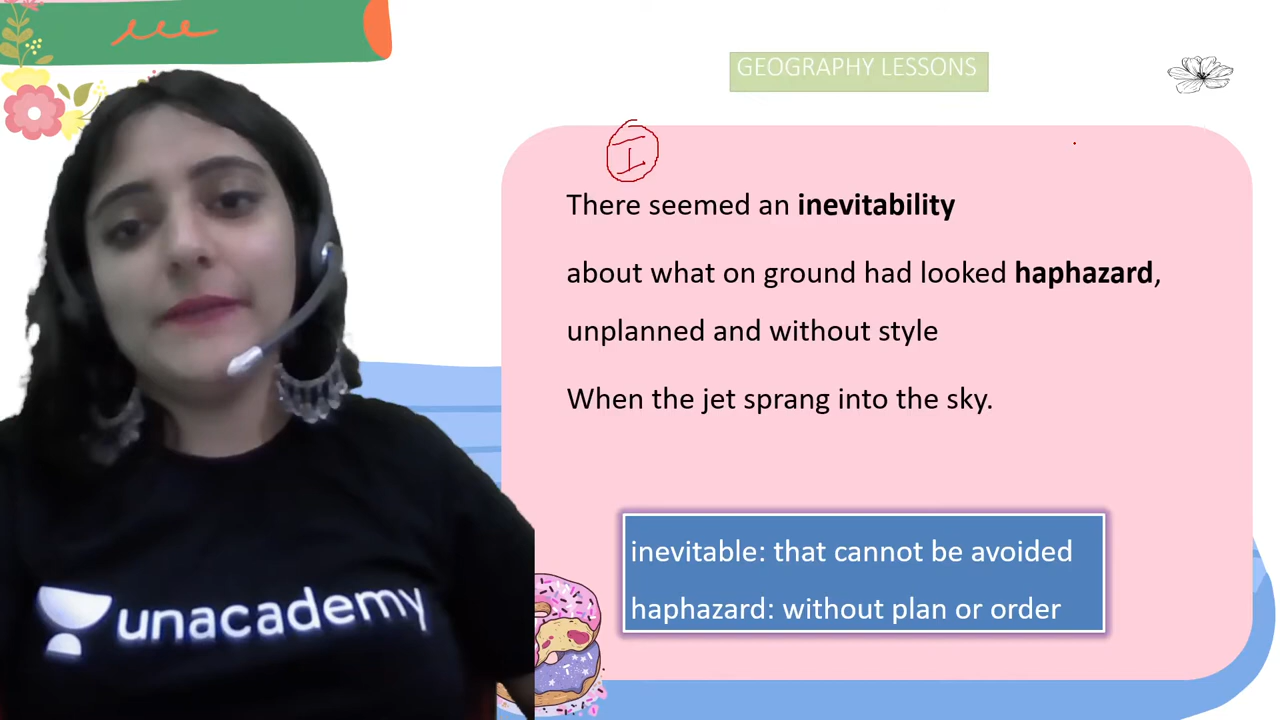 GEOGRAPHY LESSONS
I
There seemed an inevitability
about what on ground had looked haphazard,
unplanned and without style
When the jet sprang into the sky.
inevitable: that cannot be avoided
haphazard: without plan or order
unacademy